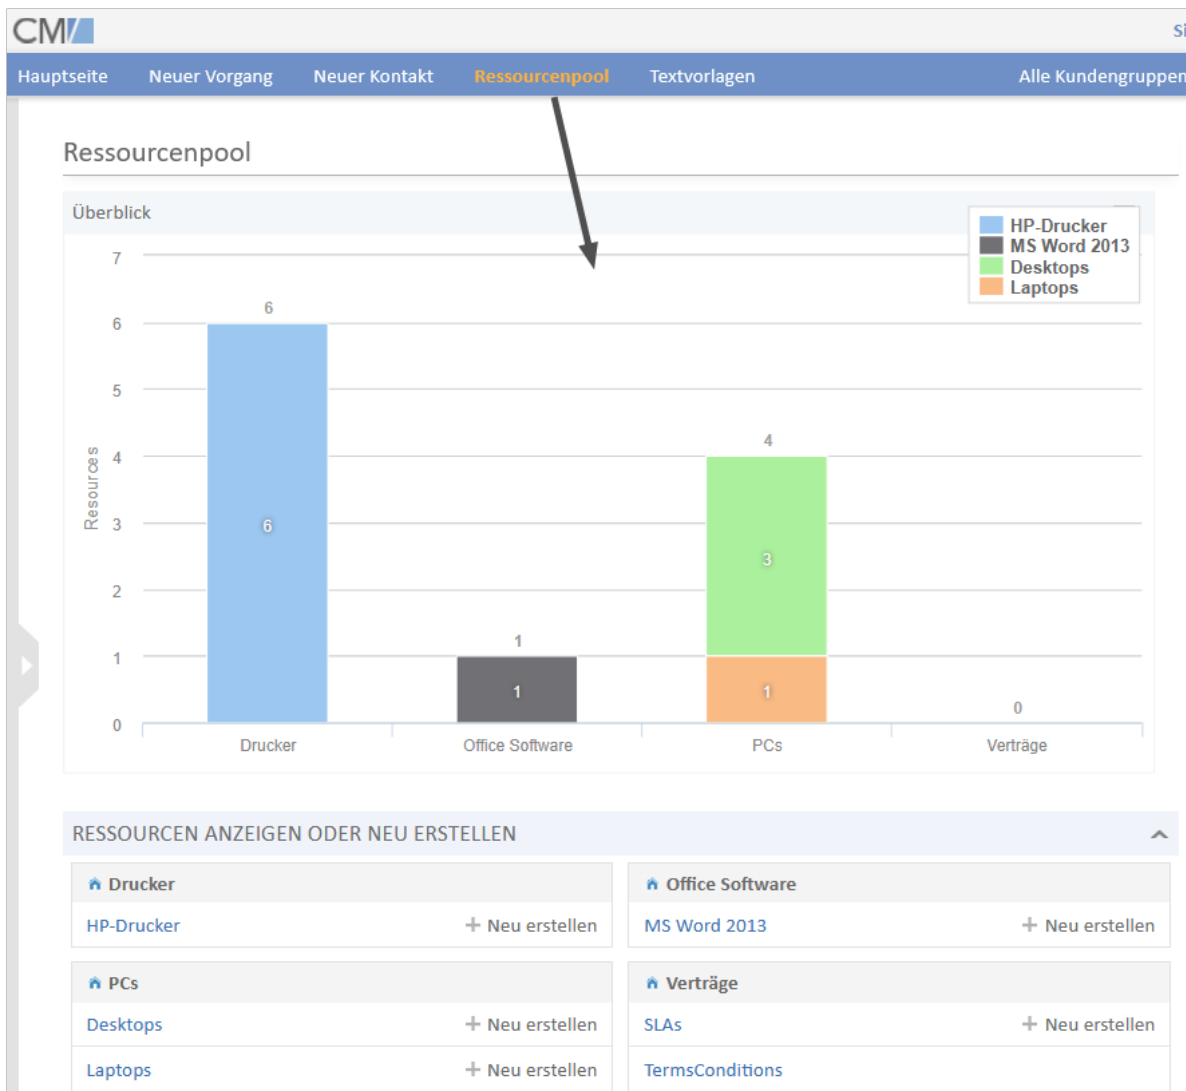 CM/
Si
Hauptseite Neuer Vorgang Neuer Kontakt Ressourcenpool Textvorlagen Alle Kundengruppen
Ressourcenpool
Überblick
HP-Drucker
MS Word 2013
Desktops
Laptops
7
6
5
4
3
2
1
0
Resources
6
6
1
1
4
3
1
0
Drucker Office Software PCs Verträge
RESSOURCEN ANZEIGEN ODER NEU ERSTELLEN
Drucker
HP-Drucker + Neu erstellen
Office Software
MS Word 2013 + Neu erstellen
PCs
Desktops + Neu erstellen
Laptops + Neu erstellen
Verträge
SLAs + Neu erstellen
TermsConditions